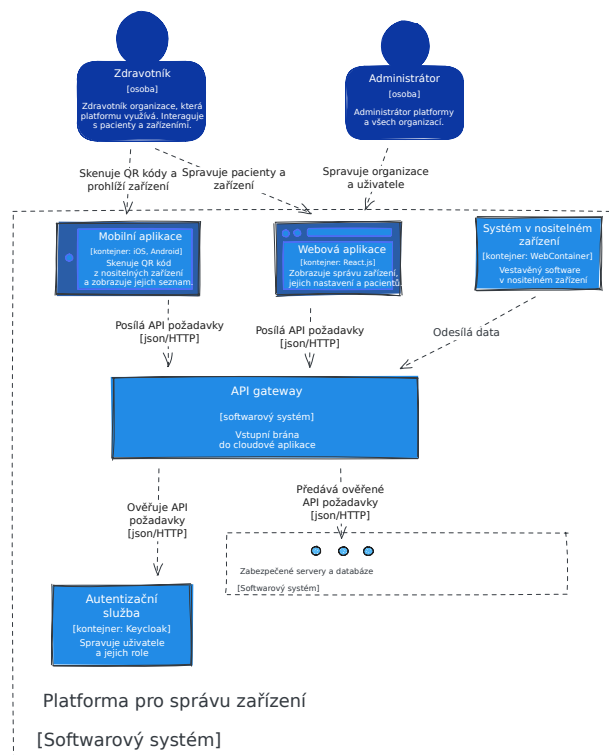 Zdravotník
[osoba]
Zdravotník organizace, která
platformu využívá. Interaguje
s pacienty a zařízeními.
Administrátor
[osoba]
Administrátor platformy
a všech organizací.
Skenuje QR kódy a
prohlíží zařízení
Spravuje pacienty a
zařízení
Spravuje organizace
a uživatele
Mobilní aplikace
[kontejner: iOS, Android]
Skenuje QR kód
z nositelných zařízení
a zobrazuje jejich seznam.
Webová aplikace
[kontejner: React.js]
Zobrazuje správu zařízení,
jejich nastavení a pacientů.
Systém v nositelném
zařízení
[kontejner: WebContainer]
Vestavěný software
v nositelném zařízení
Posílá API požadavky
[json/HTTP]
Posílá API požadavky
[json/HTTP]
Odesílá data
API gateway
[softwarový systém]
Vstupní brána
do cloudové aplikace
Ověřuje API
požadavky
[json/HTTP]
Předává ověřené
API požadavky
[json/HTTP]
Zabezpečené servery a databáze
[Softwarový systém]
Autentizační
služba
[kontejner: Keycloak]
Spravuje uživatele
a jejich role
Platforma pro správu zařízení
[Softwarový systém]